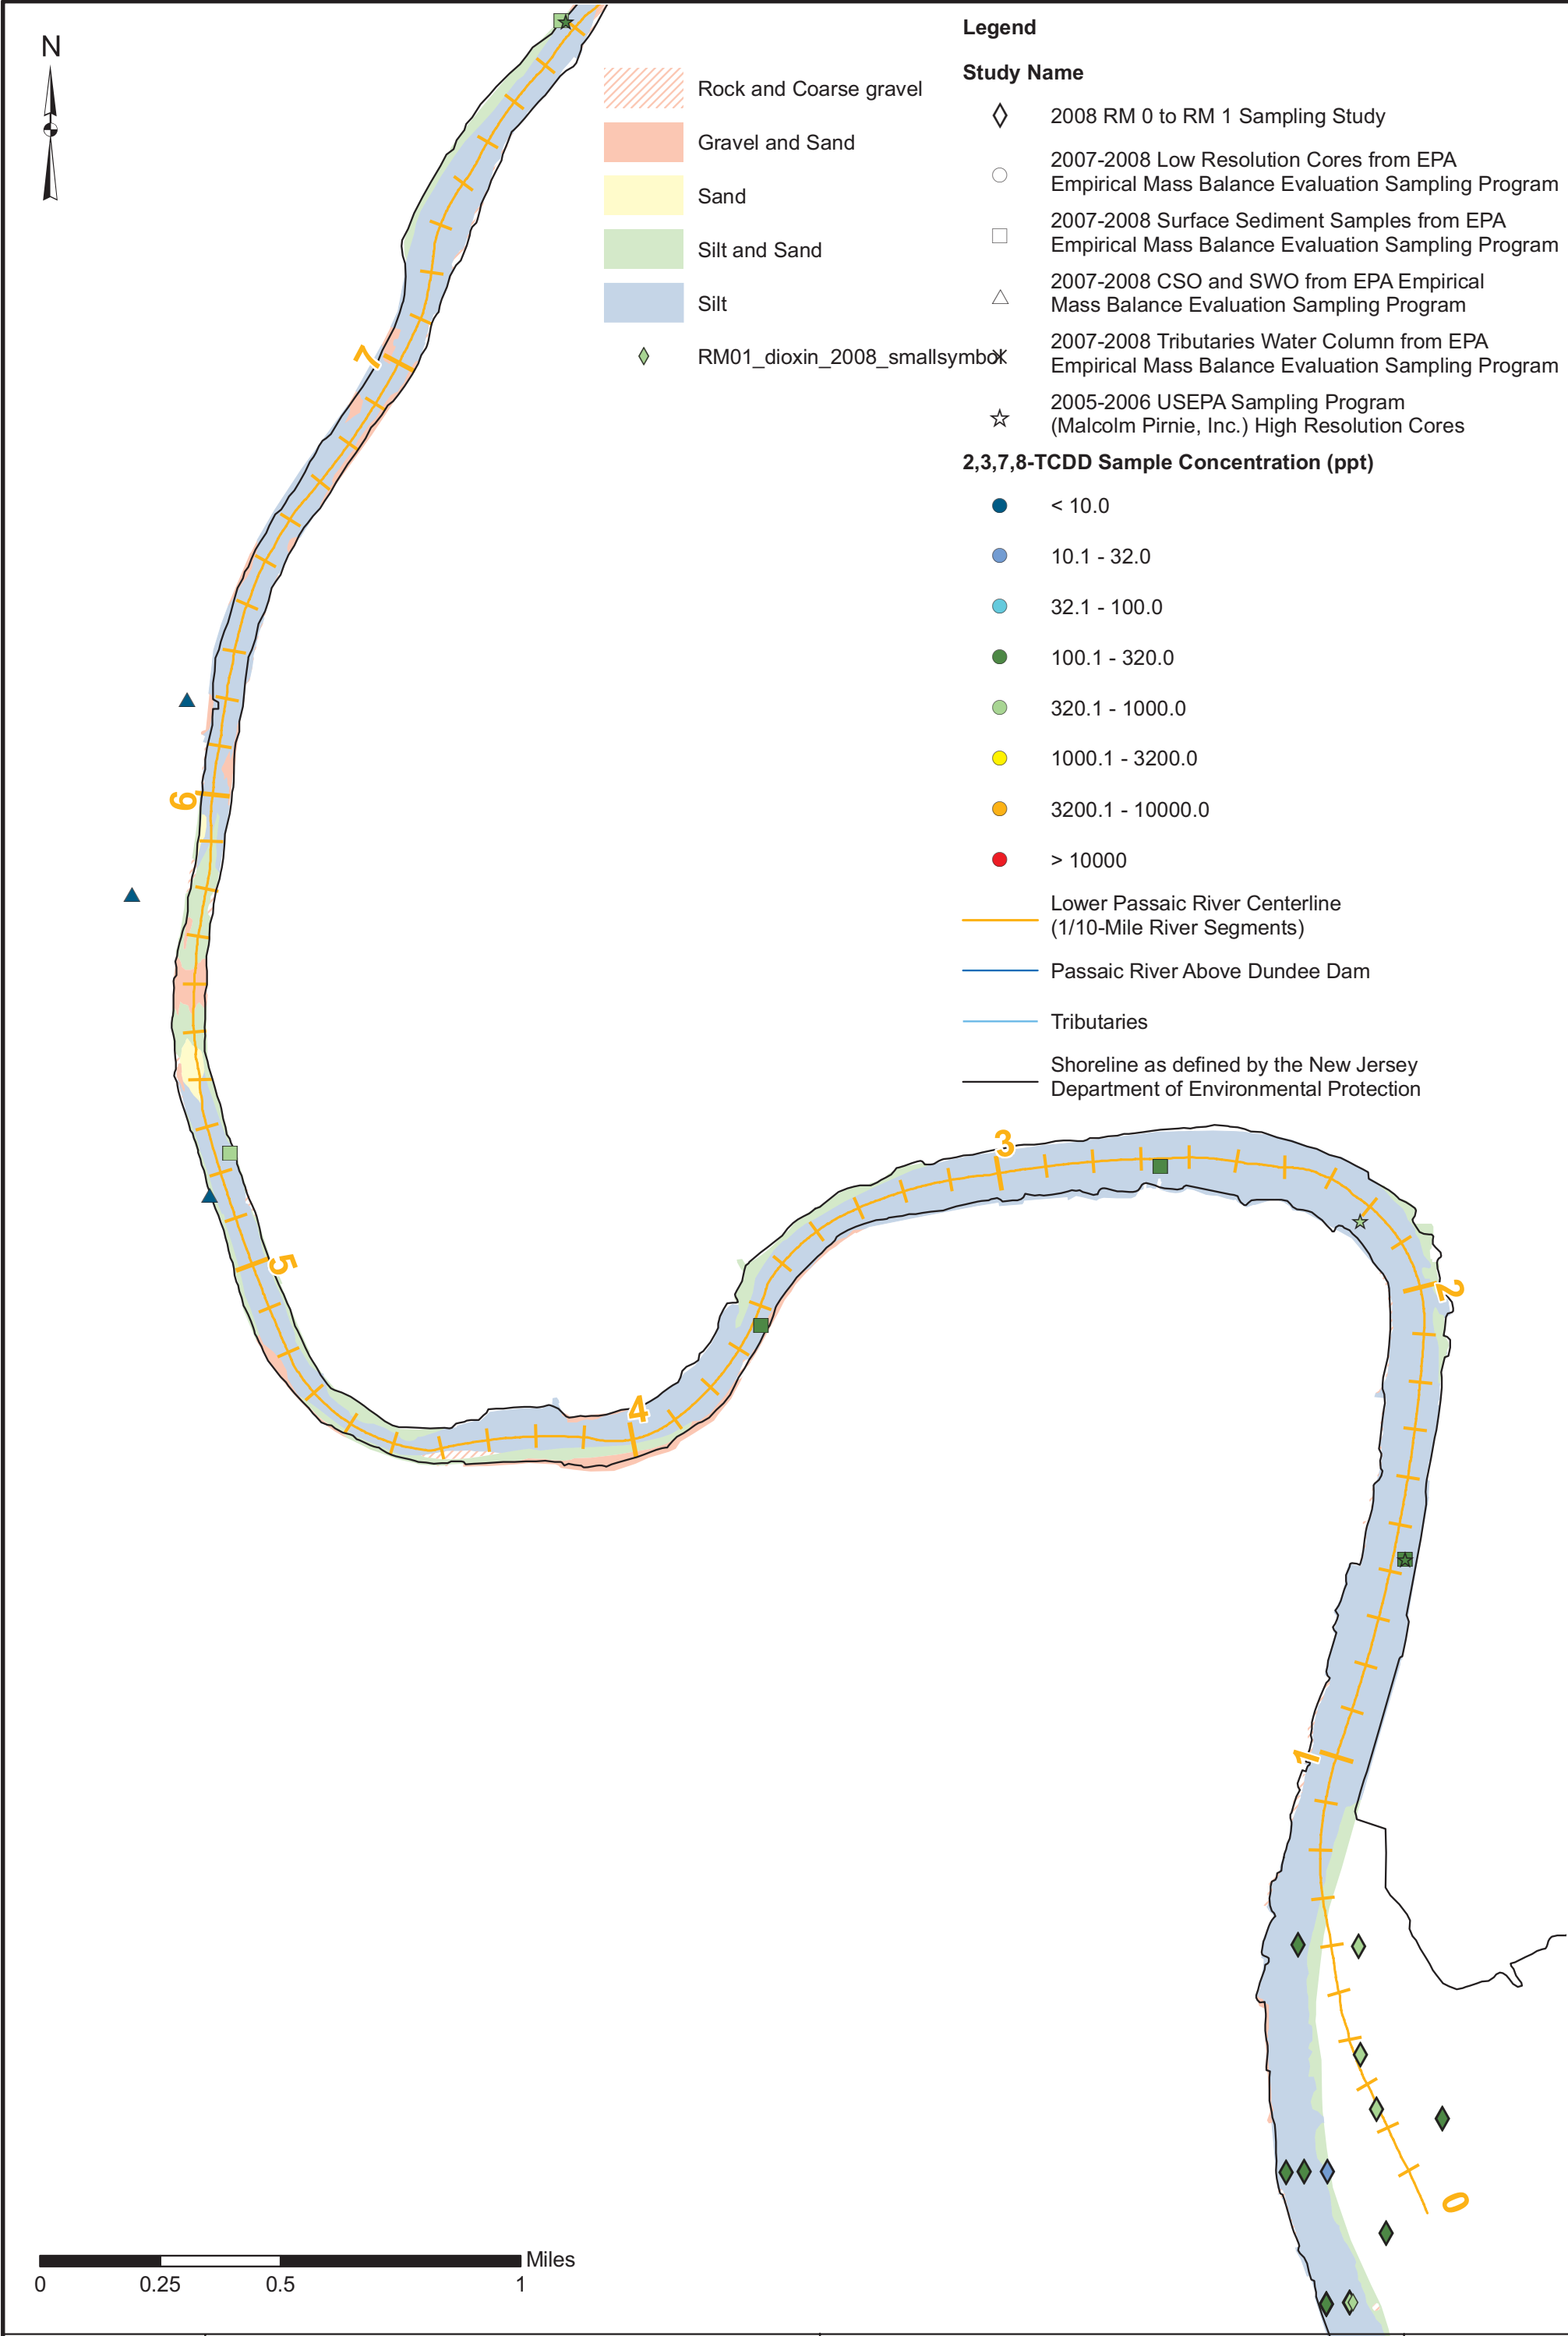 N
Rock and Coarse gravel
Gravel and Sand
Sand
Silt and Sand
Silt
RM01_dioxin_2008_smallsymbol
Legend
Study Name
2008 RM 0 to RM 1 Sampling Study
2007-2008 Low Resolution Cores from EPA
Empirical Mass Balance Evaluation Sampling Program
2007-2008 Surface Sediment Samples from EPA
Empirical Mass Balance Evaluation Sampling Program
2007-2008 CSO and SWO from EPA Empirical
Mass Balance Evaluation Sampling Program
2007-2008 Tributaries Water Column from EPA
Empirical Mass Balance Evaluation Sampling Program
2005-2006 USEPA Sampling Program
(Malcolm Pirnie, Inc.) High Resolution Cores
2,3,7,8-TCDD Sample Concentration (ppt)
< 10.0
10.1 - 32.0
32.1 - 100.0
100.1 - 320.0
320.1 - 1000.0
1000.1 - 3200.0
3200.1 - 10000.0
> 10000
Lower Passaic River Centerline
(1/10-Mile River Segments)
Passaic River Above Dundee Dam
Tributaries
Shoreline as defined by the New Jersey
Department of Environmental Protection
7
6
5
4
3
2
1
0
Miles
0 0.25 0.5 1